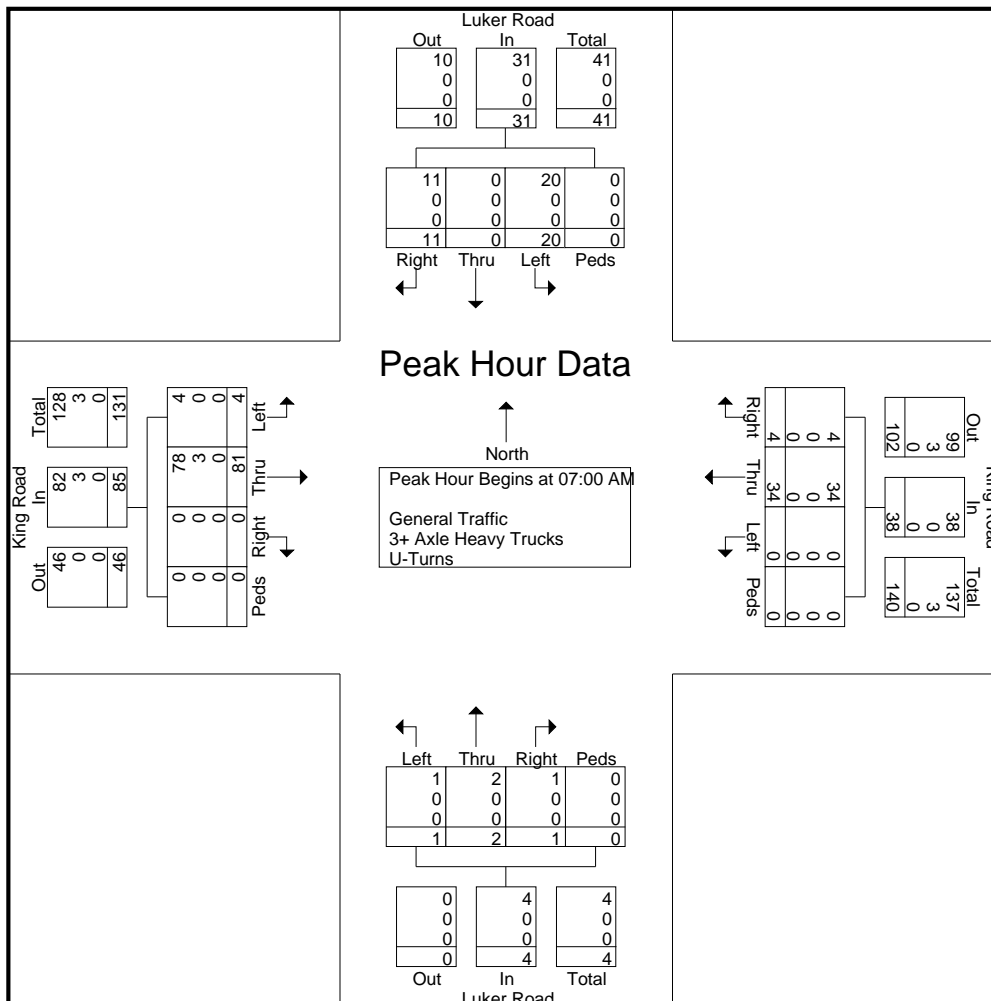 Luker Road
Out In Total
10 31 41
0 0 0
0 0 0
10 31 41
11 0 20 0
0 0 0 0
0 0 0 0
11 0 20 0
Right Thru Left Peds
Peak Hour Data
North
Peak Hour Begins at 07:00 AM
General Traffic
3+ Axle Heavy Trucks
U-Turns
King Road
Total
128 3 0 131
In
82 3 0 85
Out
46 0 0 46
Left
4 0 0 4
Thru
78 3 0 81
Right
0 0 0 0
Peds
0 0 0 0
Right
4 0 0 4
Thru
34 0 0 34
Left
0 0 0 0
Peds
0 0 0 0
Out
99 3 0 102
In
38 0 0 38
Total
137 3 0 140
King Road
Left Thru Right Peds
1 2 1 0
0 0 0 0
0 0 0 0
1 2 1 0
0 4 4
0 0 0
0 0 0
0 4 4
Out In Total
Luker Road